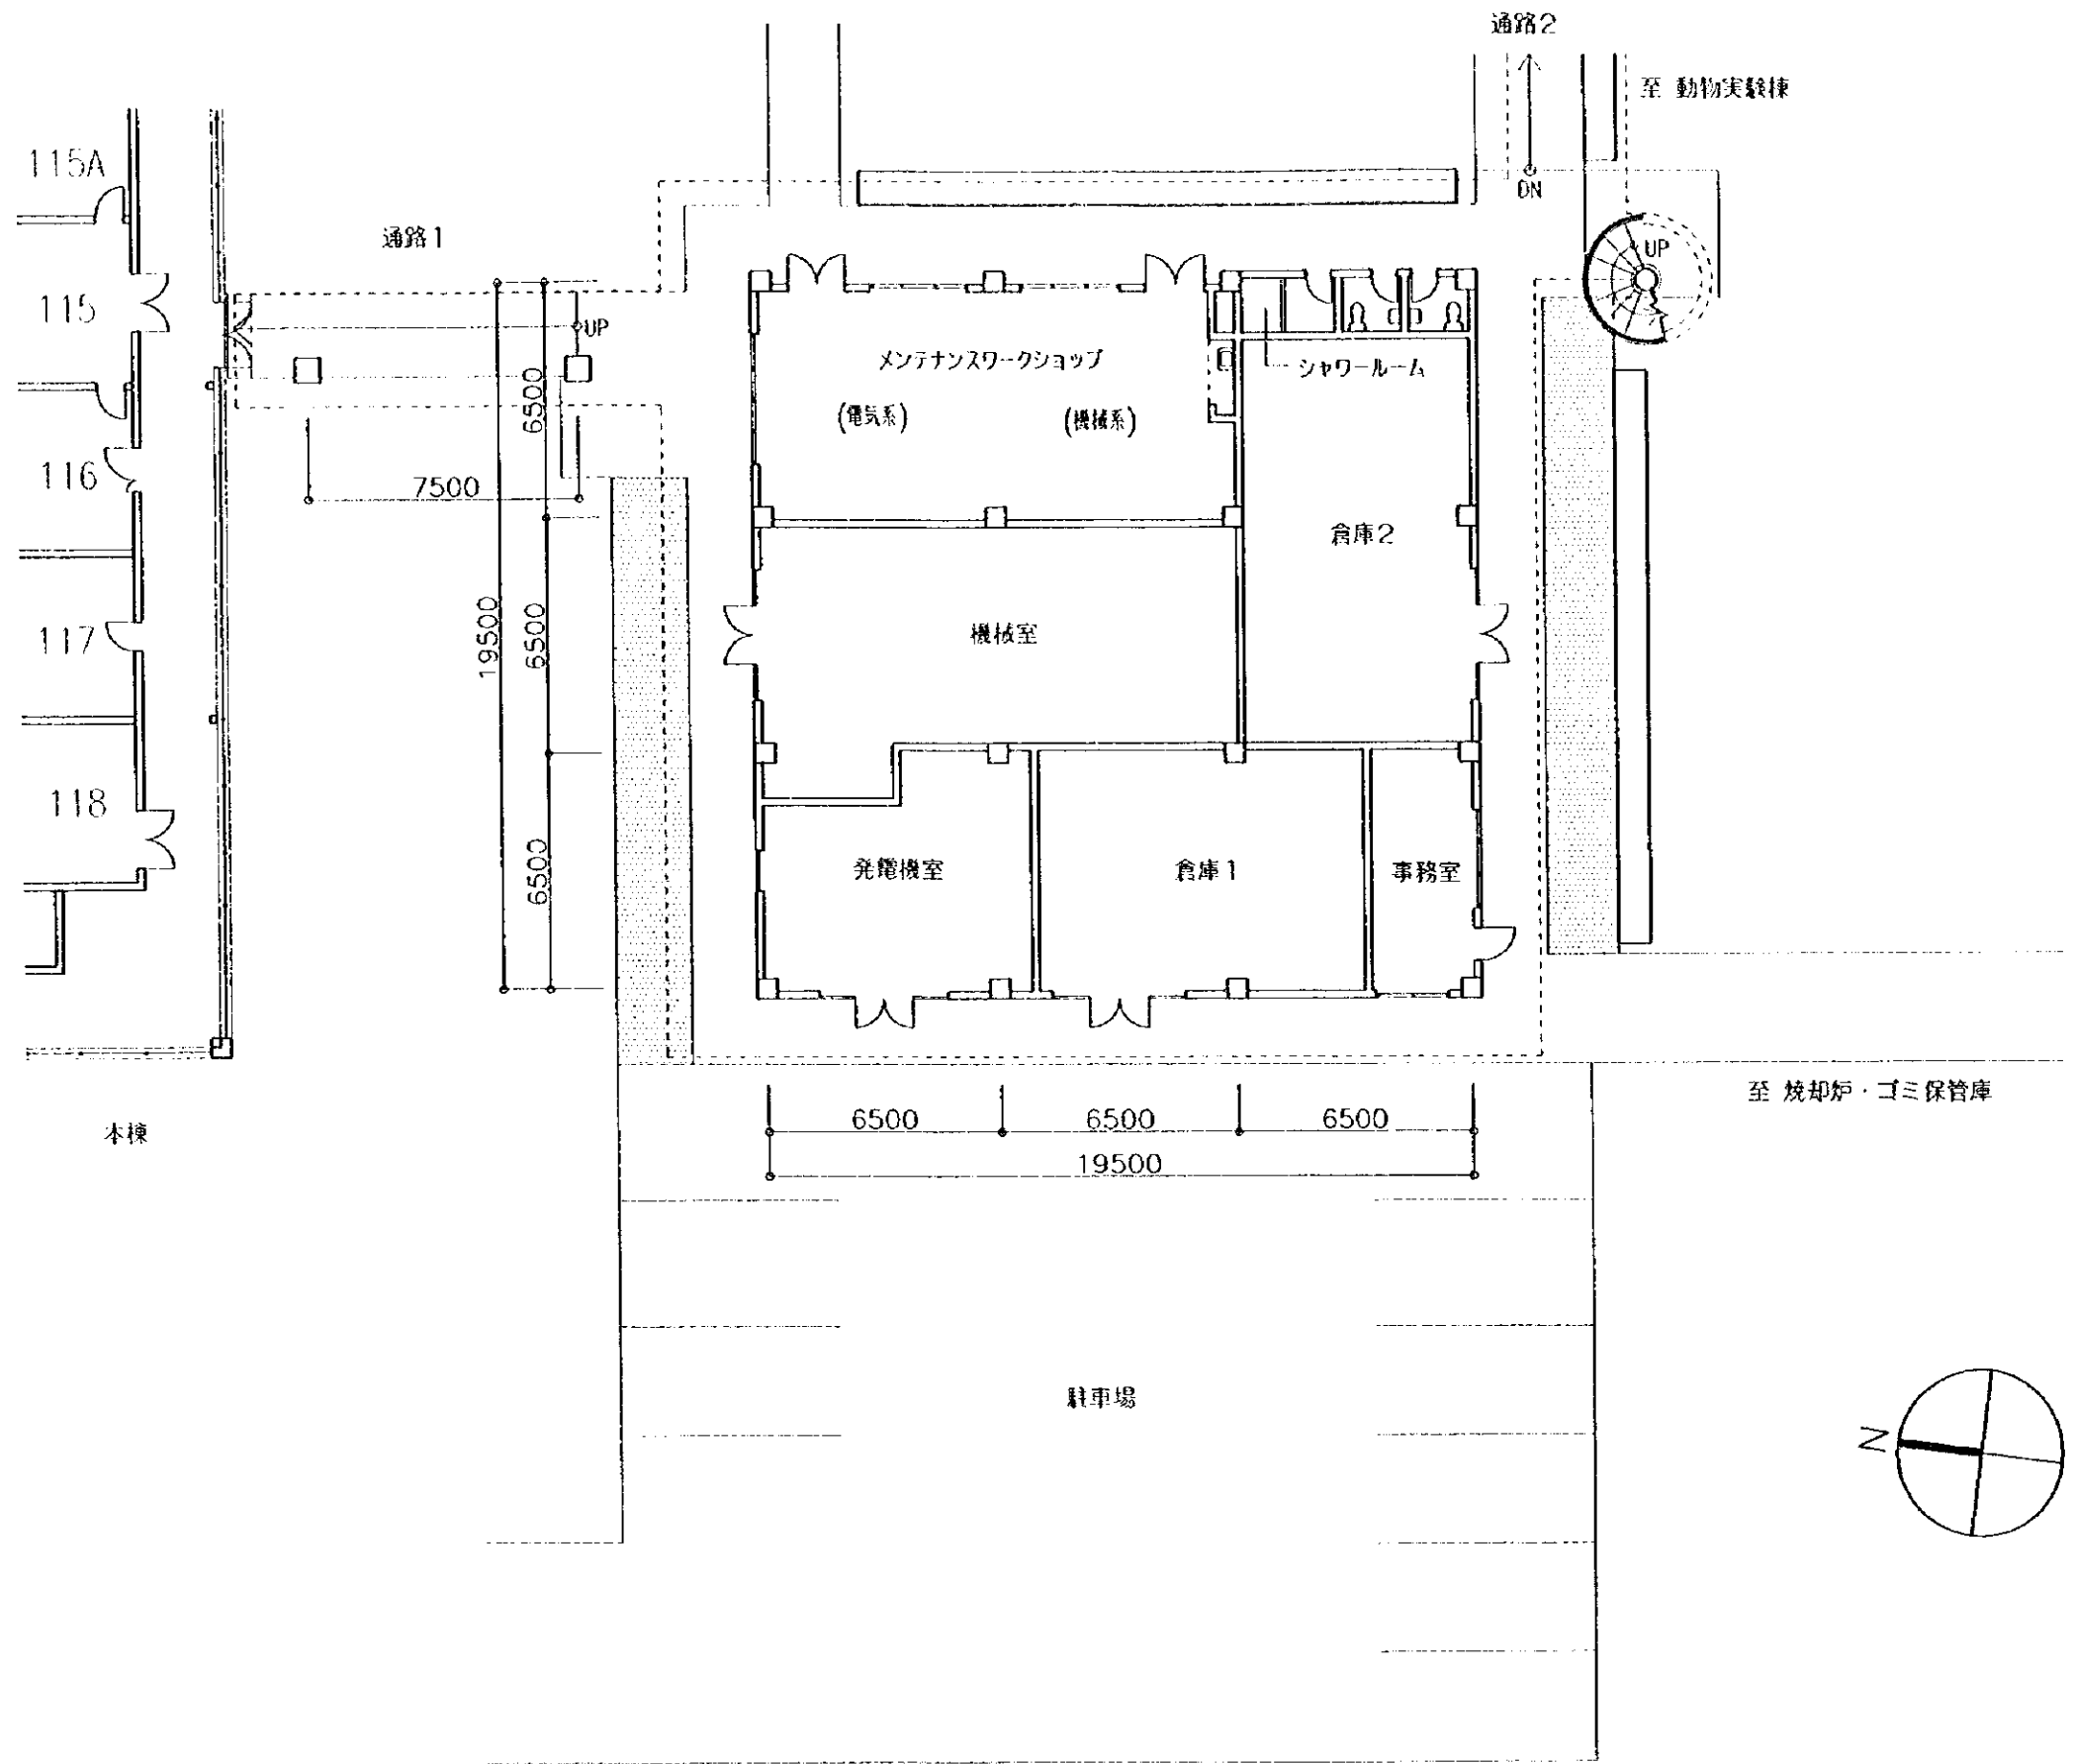 通路2
至 動物実験棟
DN
115A
通路1
UP
115
UP
メンテナンスワークショップ
シャワールーム
(電気系)
(機械系)
6500
116
7500
倉庫2
19500
6500
機械室
117
118
6500
発電機室
倉庫1
事務室
至 焼却炉・ゴミ保管庫
本棟
6500
6500
6500
19500
駐車場
N